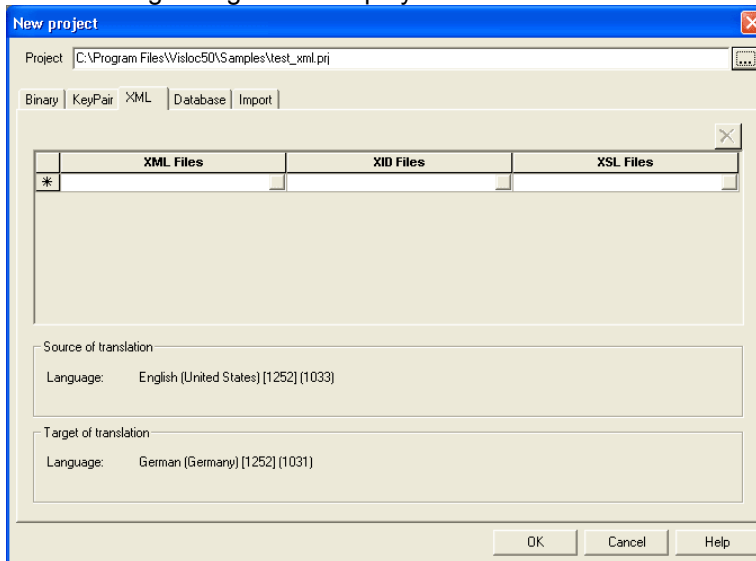 New project
Project C:\Program Files\Visloc50\Samples\test_xml.prj ...
Binary KeyPair XML Database Import
XML Files XID Files XSL Files
*
Source of translation
Language: English (United States) [1252] (1033)
Target of translation
Language: German (Germany) [1252] (1031)
OK Cancel Help